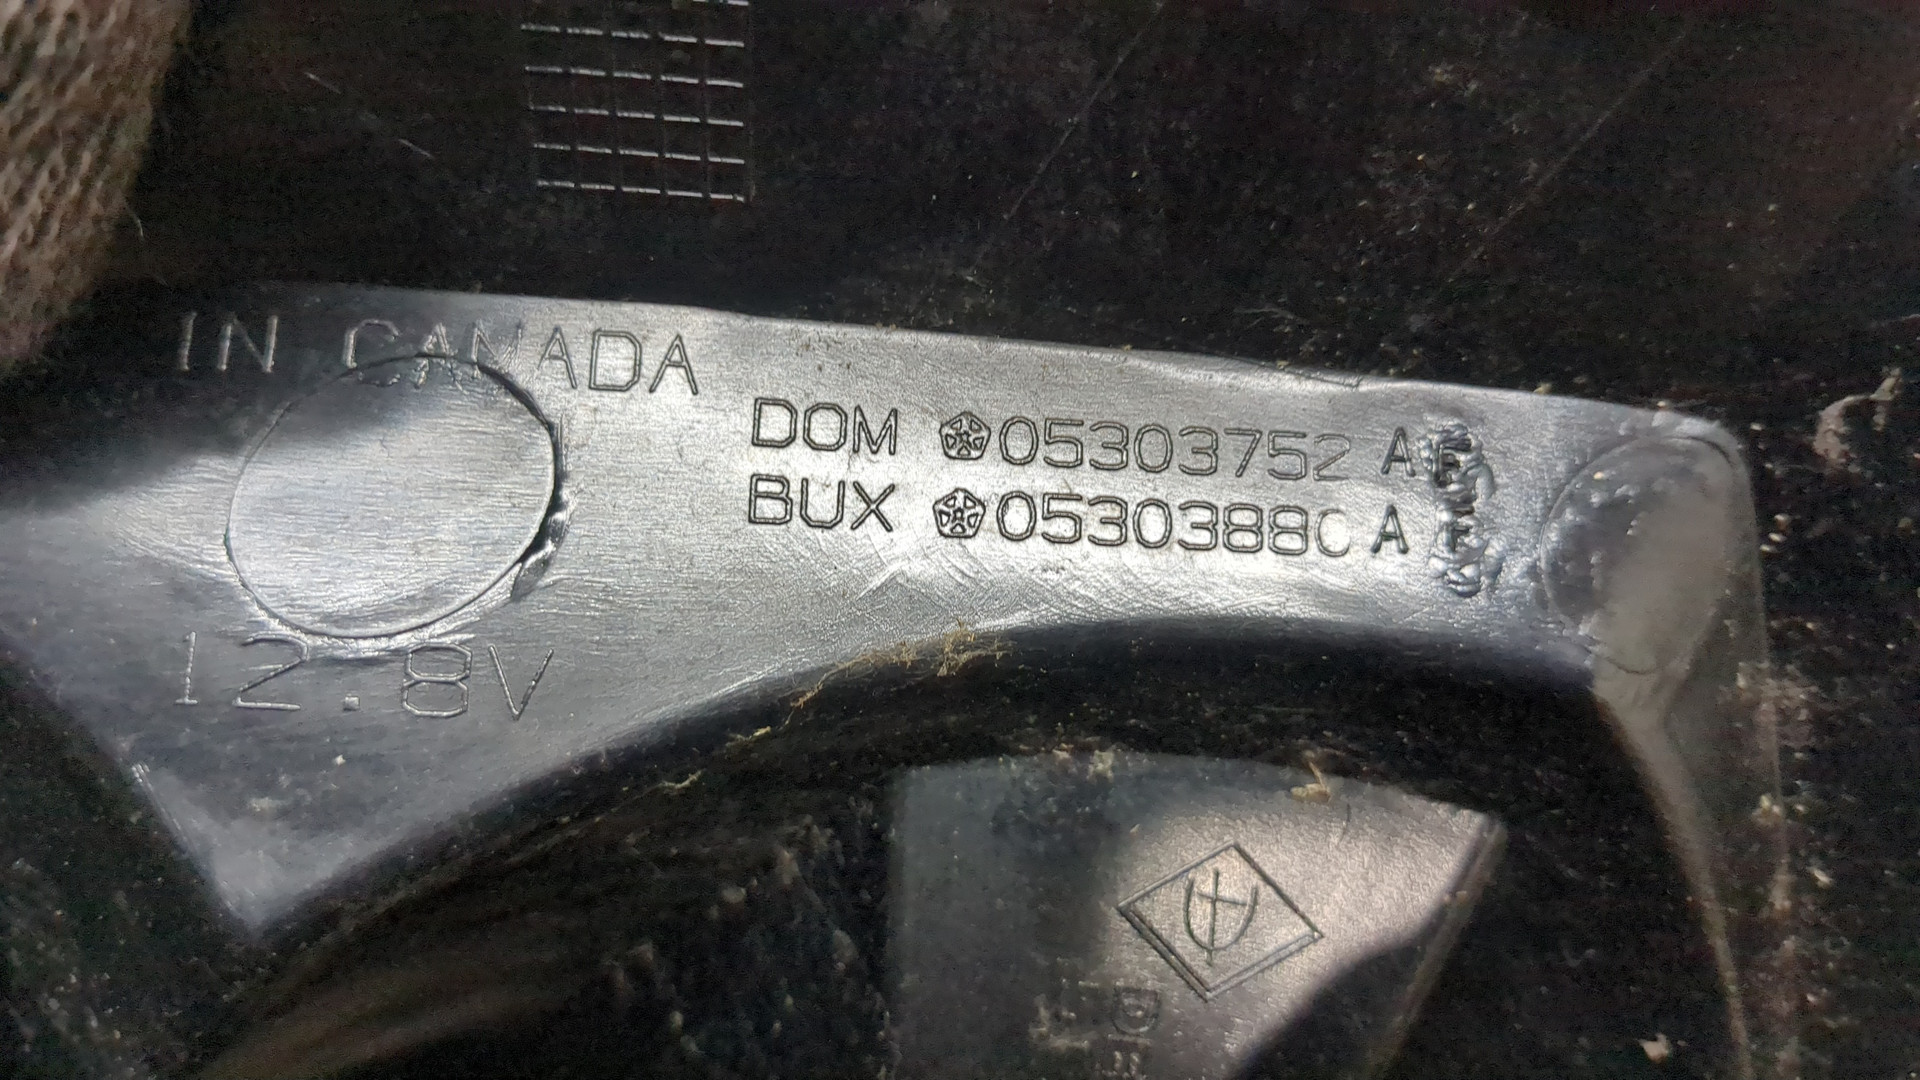 IN CANADA
DOM 05303752 A
BUX 05303880 A
12.8V